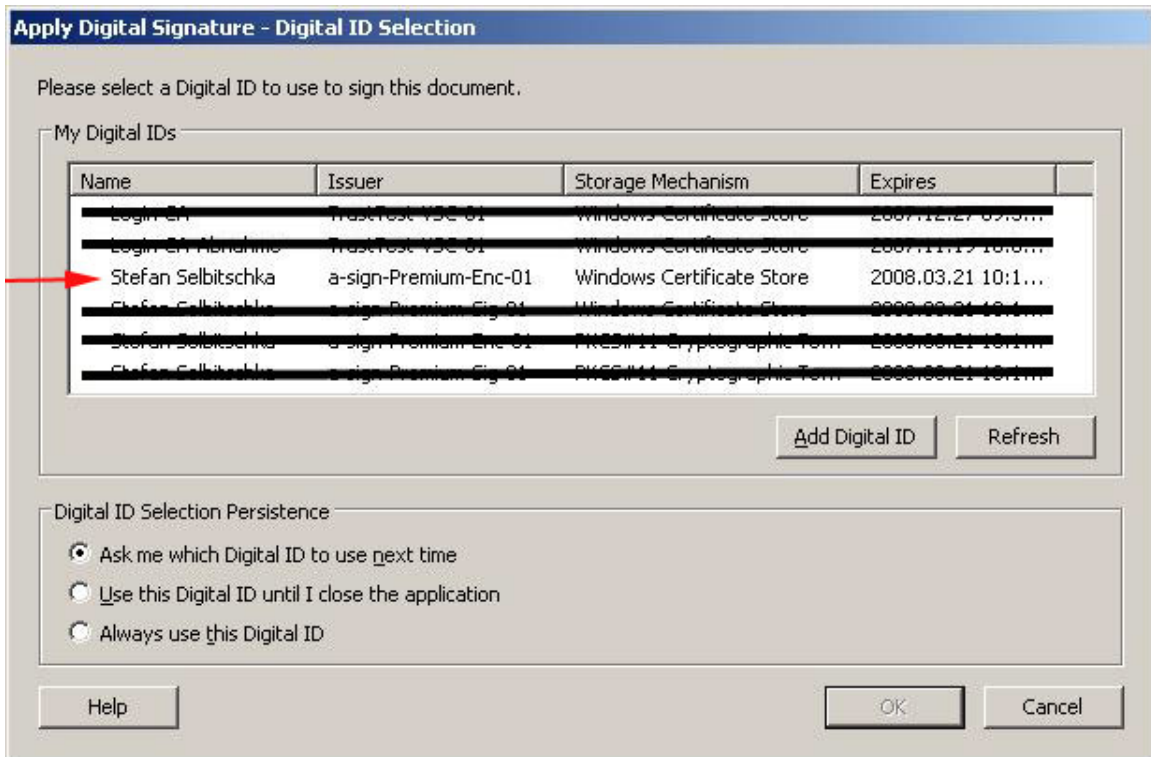 Apply Digital Signature - Digital ID Selection
Please select a Digital ID to use to sign this document.
My Digital IDs
Name Issuer Storage Mechanism Expires
Stefan Selbitschka a-sign-Premium-Enc-01 Windows Certificate Store 2008.03.21 10:1...
Add Digital ID Refresh
Digital ID Selection Persistence
Ask me which Digital ID to use next time
Use this Digital ID until I close the application
Always use this Digital ID
Help OK Cancel